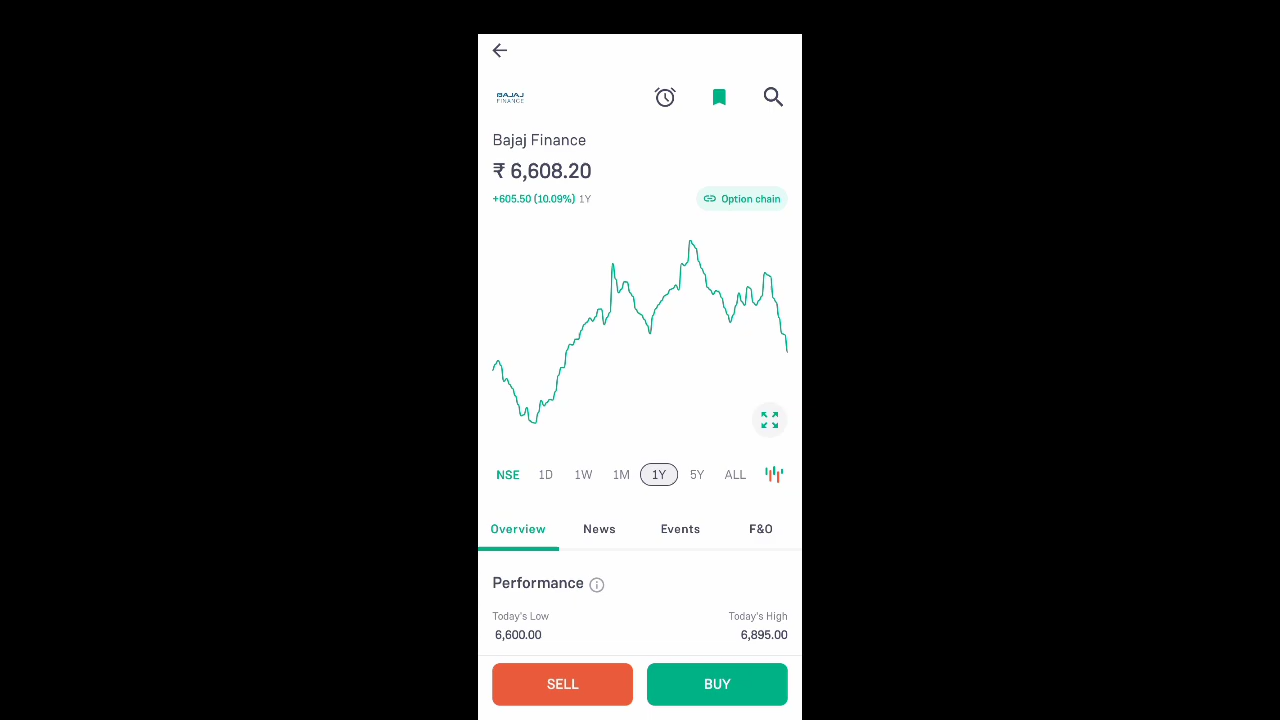 BAJAJ
FINANCE
Bajaj Finance
₹ 6,608.20
+605.50 (10.09%) 1Y
Option chain
NSE 1D 1W 1M 1Y 5Y ALL
Overview News Events F&O
Performance
Today's Low Today's High
6,600.00 6,895.00
SELL BUY